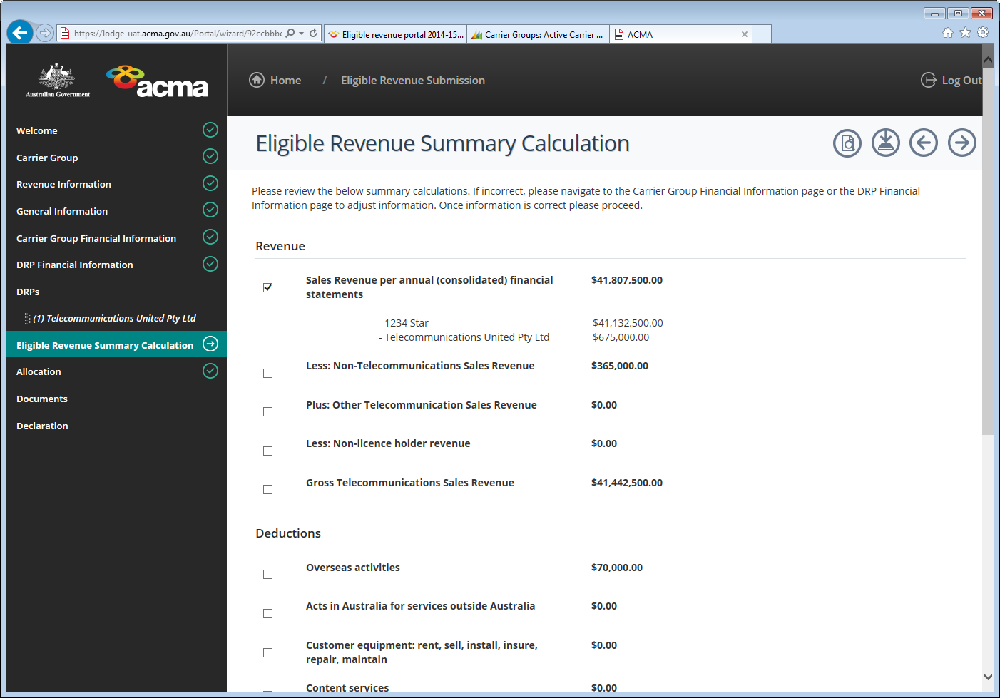 https://lodge-uat.acma.gov.au/Portal/wizard/92ccbbb
Eligible revenue portal 2014-15...
Carrier Groups: Active Carrier ...
ACMA
Australian Government
acma
Home / Eligible Revenue Submission
Log Out
Welcome
Carrier Group
Revenue Information
General Information
Carrier Group Financial Information
DRP Financial Information
DRPs
(1) Telecommunications United Pty Ltd
Eligible Revenue Summary Calculation
Allocation
Documents
Declaration
Eligible Revenue Summary Calculation
Please review the below summary calculations. If incorrect, please navigate to the Carrier Group Financial Information page or the DRP Financial
Information page to adjust information. Once information is correct please proceed.
Revenue
Sales Revenue per annual (consolidated) financial $41,807,500.00
statements
- 1234 Star $41,132,500.00
- Telecommunications United Pty Ltd $675,000.00
Less: Non-Telecommunications Sales Revenue $365,000.00
Plus: Other Telecommunication Sales Revenue $0.00
Less: Non-licence holder revenue $0.00
Gross Telecommunications Sales Revenue $41,442,500.00
Deductions
Overseas activities $70,000.00
Acts in Australia for services outside Australia $0.00
Customer equipment: rent, sell, install, insure, $0.00
repair, maintain
Content services $0.00